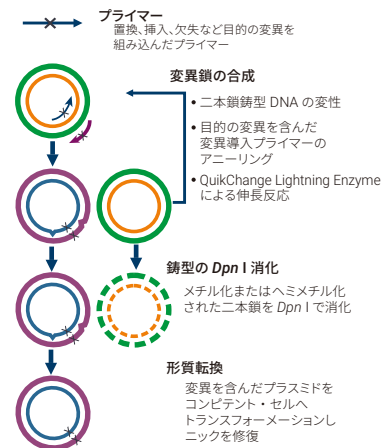 プライマー
置換、挿入、欠失など目的の変異を
組み込んだプライマー
変異鎖の合成
• 二本鎖鋳型 DNA の変性
• 目的の変異を含んだ
変異導入プライマーの
アニーリング
• QuikChange Lightning Enzyme
による伸長反応
鋳型の Dpn I 消化
メチル化またはヘミメチル化
された二本鎖を Dpn I で消化
形質転換
変異を含んだプラスミドを
コンピテント・セルへ
トランスフォーメーションし
ニックを修復